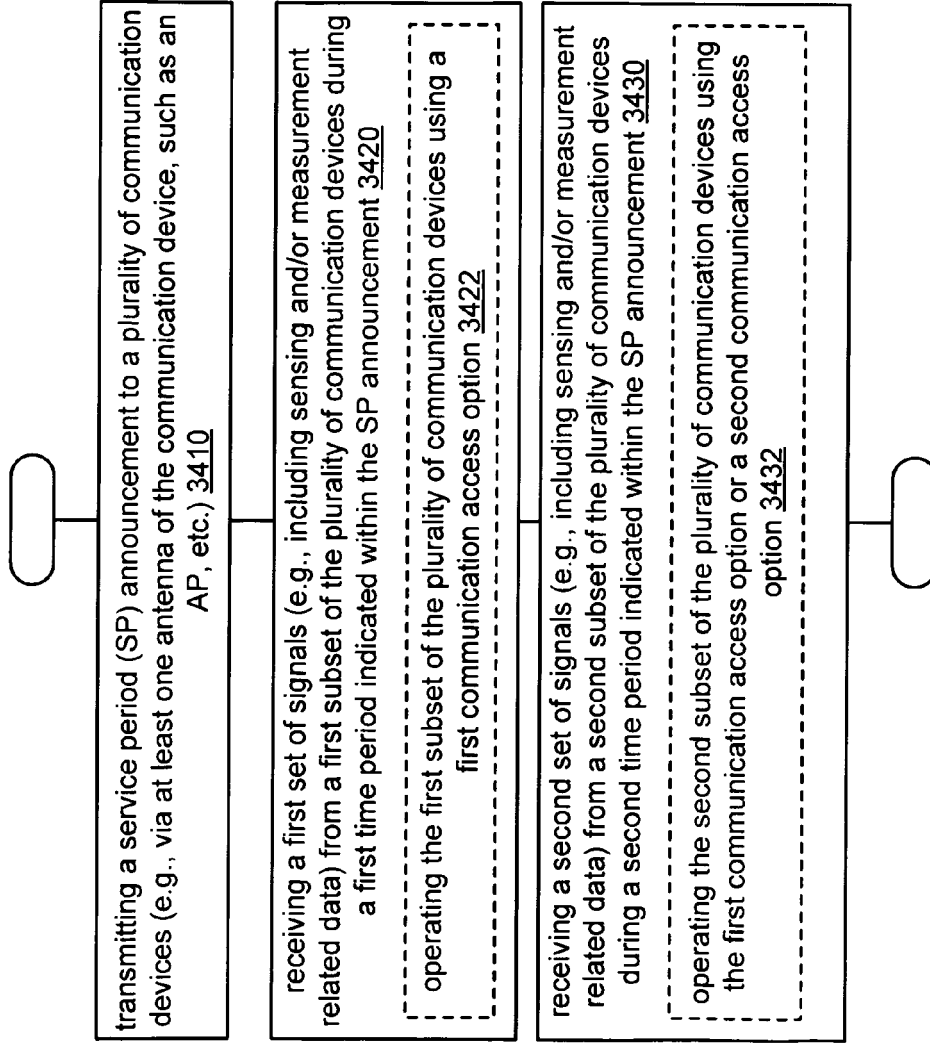 transmitting a service period (SP) announcement to a plurality of communication
devices (e.g., via at least one antenna of the communication device, such as an
AP, etc.) 3410
receiving a first set of signals (e.g., including sensing and/or measurement
related data) from a first subset of the plurality of communication devices during
a first time period indicated within the SP announcement 3420
operating the first subset of the plurality of communication devices using a
first communication access option 3422
receiving a second set of signals (e.g., including sensing and/or measurement
related data) from a second subset of the plurality of communication devices
during a second time period indicated within the SP announcement 3430
operating the second subset of the plurality of communication devices using
the first communication access option or a second communication access
option 3432